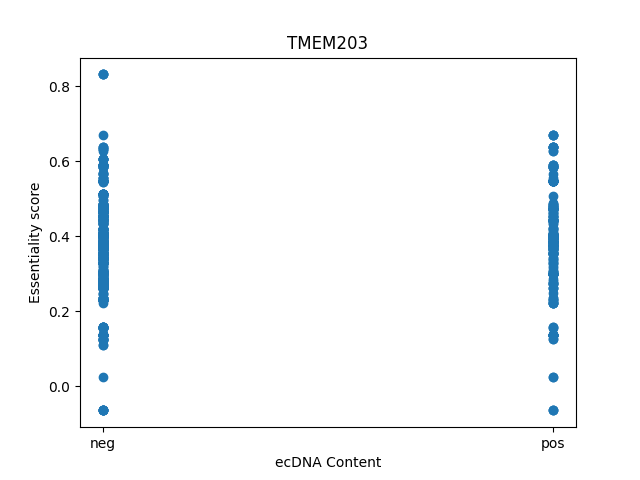 TMEM203
Essentiality score
0.8
0.6
0.4
0.2
0.0
neg
pos
ecDNA Content